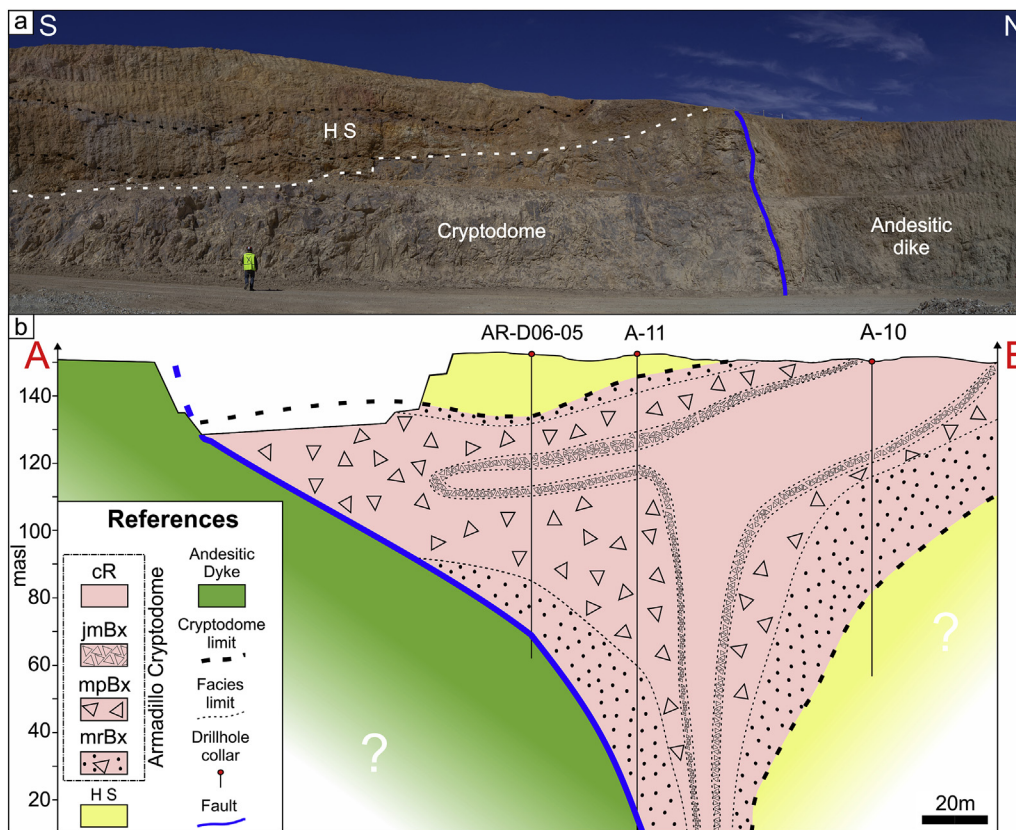 a S N
H S
Cryptodome
Andesitic
dike
b
A AR-D06-05 A-11 A-10
140
120
100
80
60
40
20
masl
References
cR
jmBx
mpBx
mrBx
H S
Armadillo Cryptodome
Andesitic
Dyke
Cryptodome
limit
Facies
limit
Drillhole
collar
Fault
?
?
20m